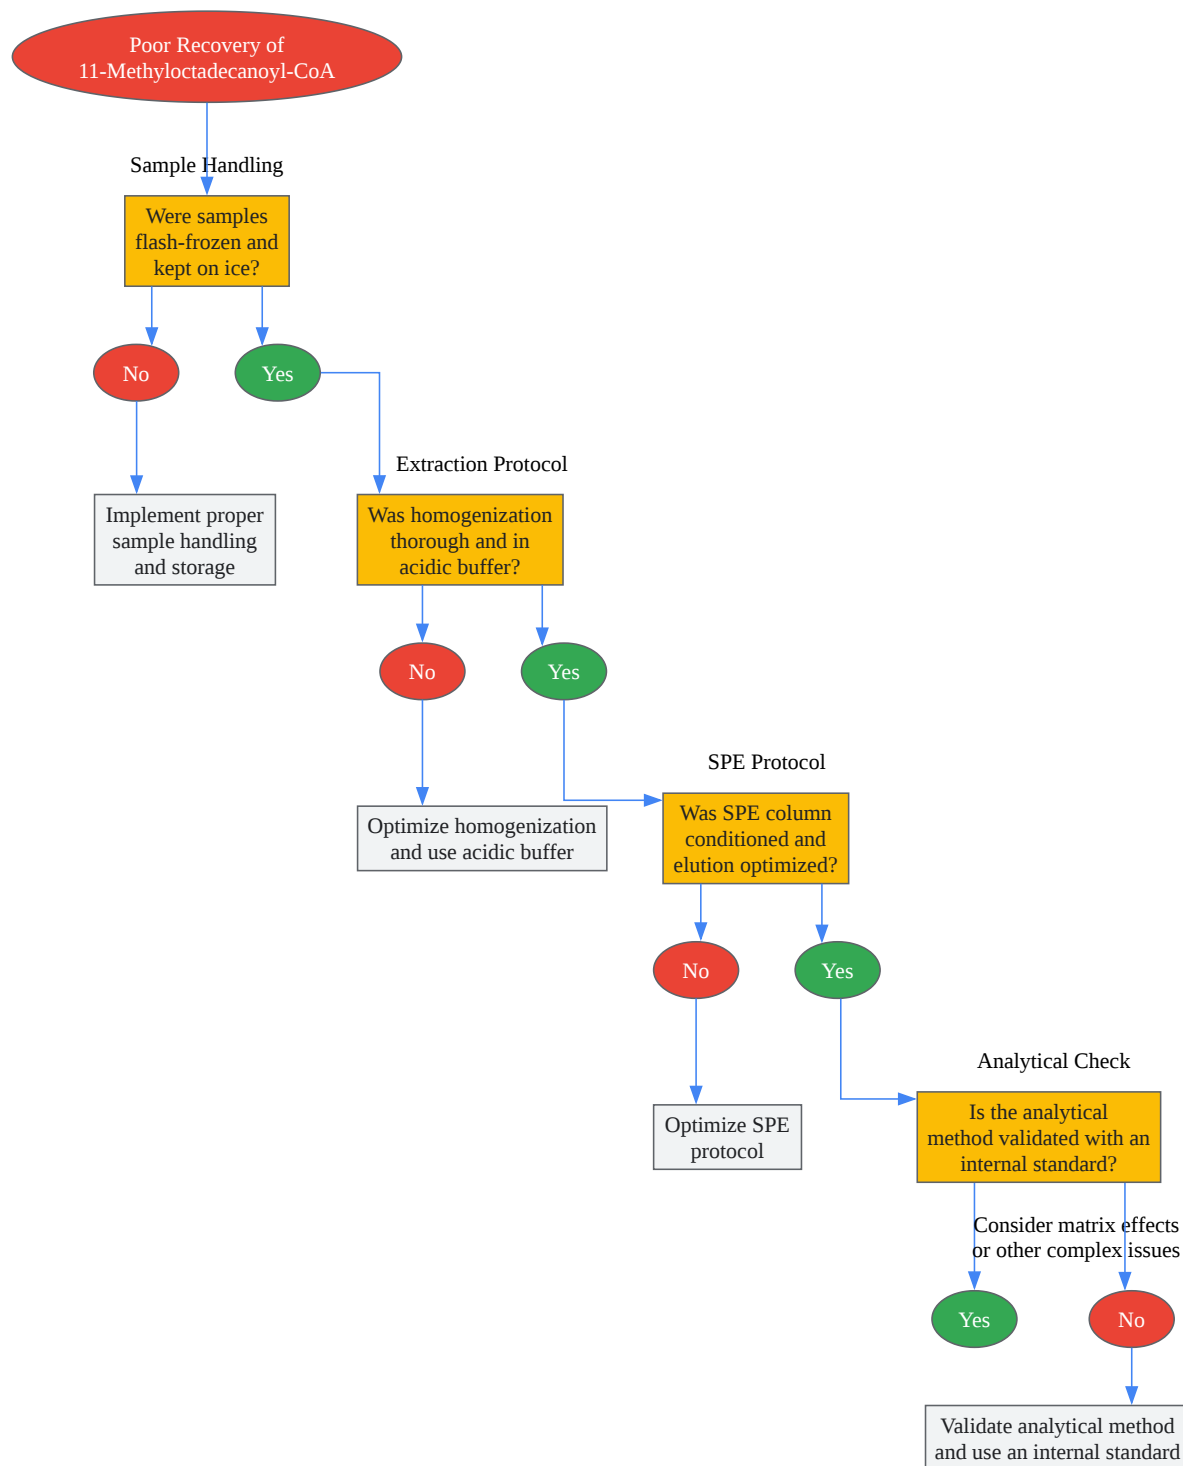 Poor Recovery of
11-Methyloctadecanoyl-CoA
Sample Handling
Were samples
flash-frozen and
kept on ice?
No
Yes
Implement proper
sample handling
and storage
Extraction Protocol
Was homogenization
thorough and in
acidic buffer?
No
Yes
Optimize homogenization
and use acidic buffer
SPE Protocol
Was SPE column
conditioned and
elution optimized?
No
Yes
Optimize SPE
protocol
Analytical Check
Is the analytical
method validated with an
internal standard?
Consider matrix effects
or other complex issues
Yes
No
Validate analytical method
and use an internal standard